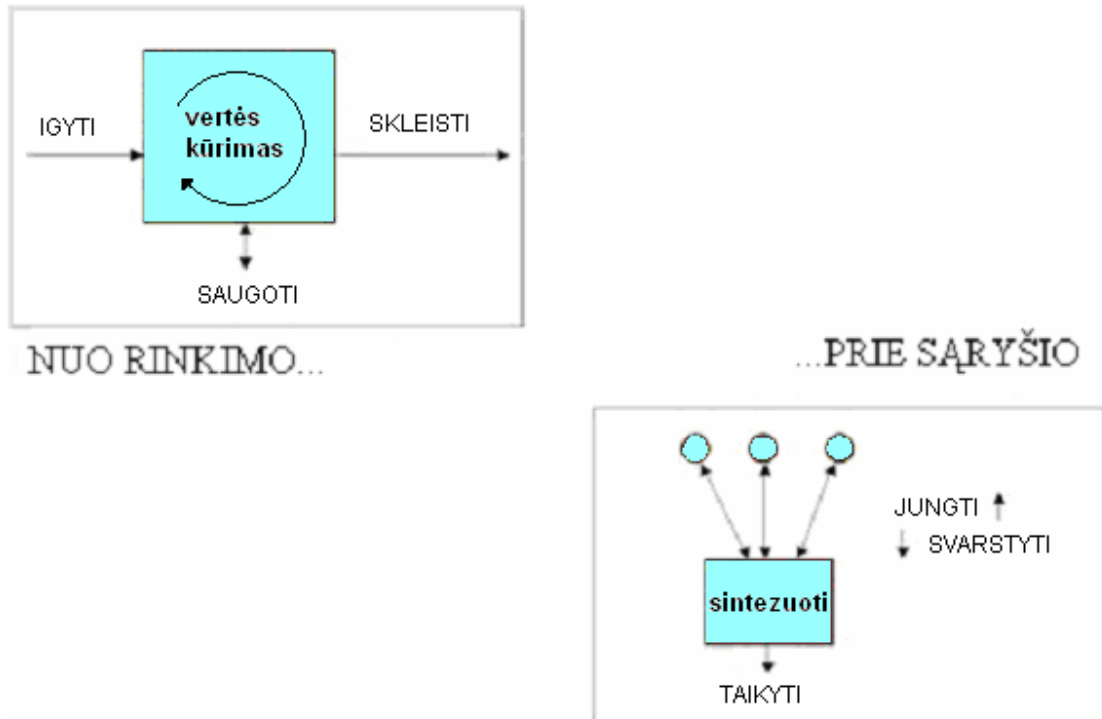 IGYTI
vertės
kūrimas
SKLEISTI
SAUGOTI
NUO RINKIMO...
...PRIE SĄRYŠIO
JUNGTI
SVARSTYTI
sintezuoti
TAIKYTI